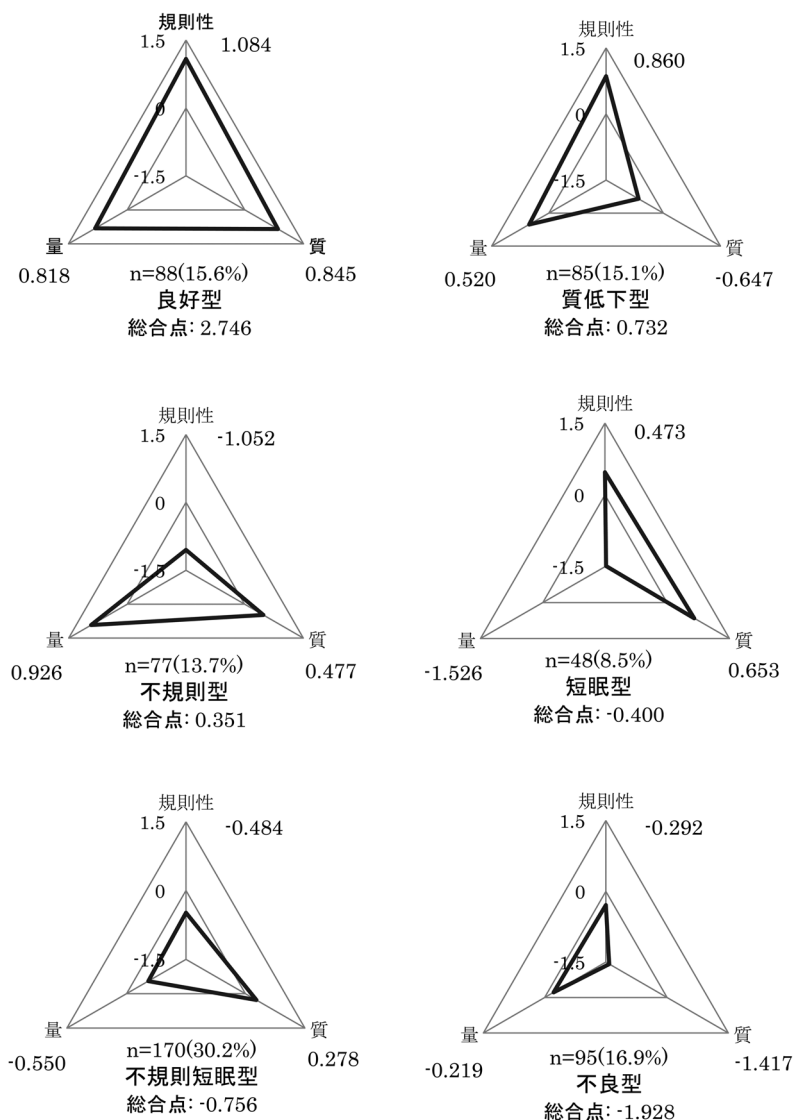 規則性
1.5
1.084
0
-1.5
量
質
0.818
n=88(15.6%)
0.845
良好型
総合点: 2.746
規則性
1.5
0.860
0
-1.5
量
質
0.520
n=85(15.1%)
-0.647
質低下型
総合点: 0.732
規則性
1.5
-1.052
0
-1.5
量
質
0.926
n=77(13.7%)
0.477
不規則型
総合点: 0.351
規則性
1.5
0.473
0
-1.5
量
質
-1.526
n=48(8.5%)
0.653
短眠型
総合点: -0.400
規則性
1.5
-0.484
0
-1.5
量
質
-0.550
n=170(30.2%)
0.278
不規則短眠型
総合点: -0.756
規則性
1.5
-0.292
0
-1.5
量
質
-0.219
n=95(16.9%)
-1.417
不良型
総合点: -1.928